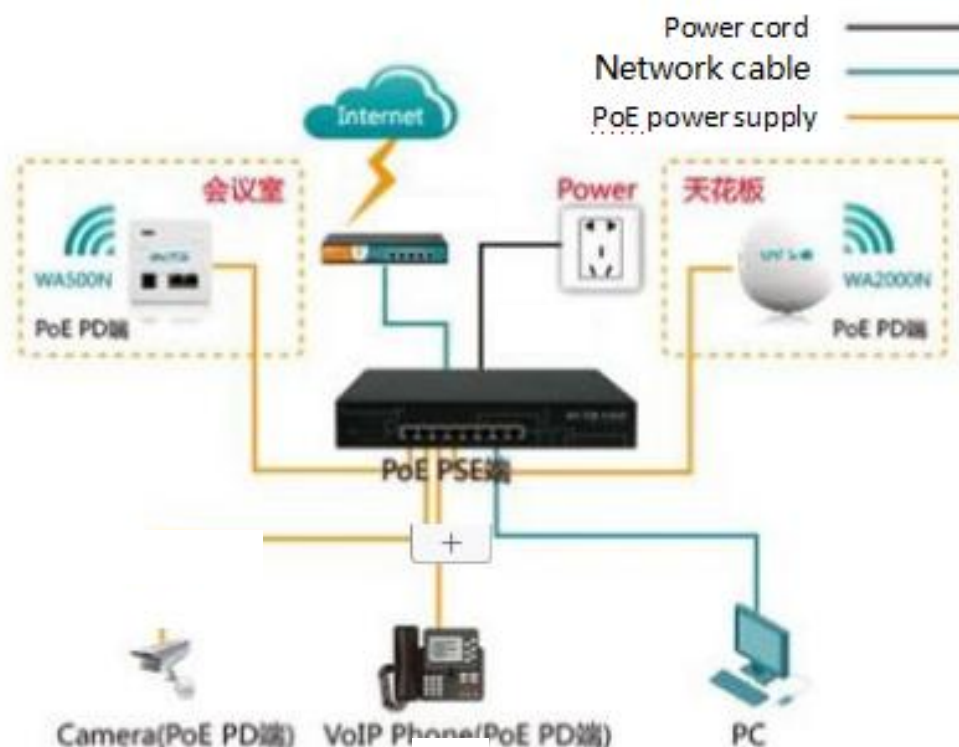 Power cord
Network cable
PoE power supply
Internet
会议室
Power
天花板
WA500N
WA2000N
PoE PD端
PoE PD端
PoE PSE端
+
Camera(PoE PD端)
VoIP Phone(PoE PD端)
PC